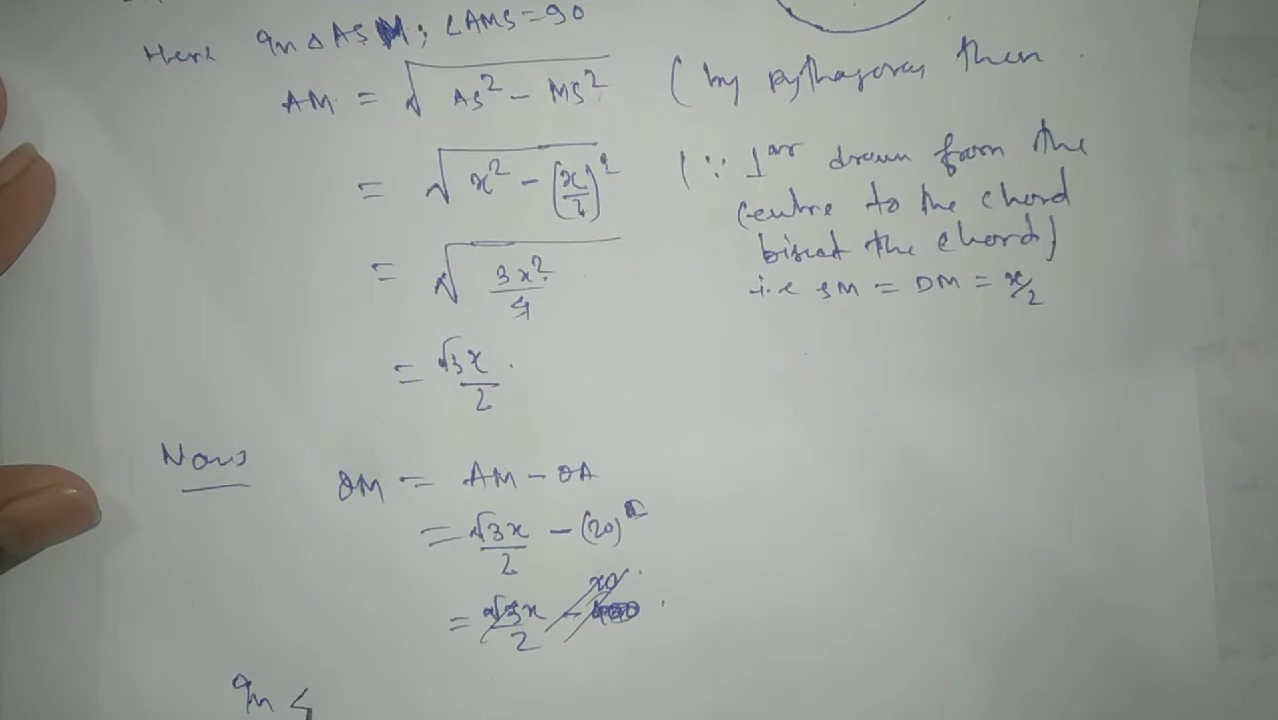 Here In △ASM; ∠AMS=90
AM = √(AS² − MS²) (by pythagoras then
= √(x² − (x/2)²) (∵ ⊥ar drawn from the
centre to the chord
bisect the chord)
= √(3x²/4)
i.e SM = DM = x/2
= √3x/2.
Now OM = AM − OA
= √3x/2 − (20)
= √3x/2 − 20
In